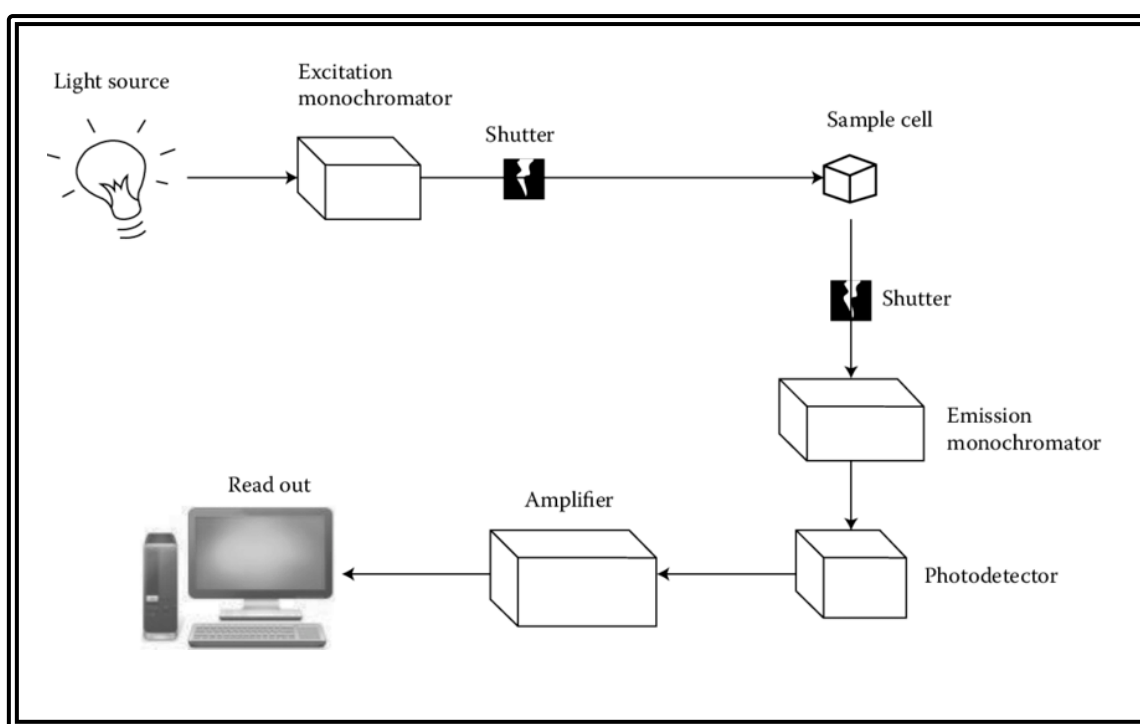 Light source
Excitation
monochromator
Shutter
Sample cell
Shutter
Emission
monochromator
Read out
Amplifier
Photodetector